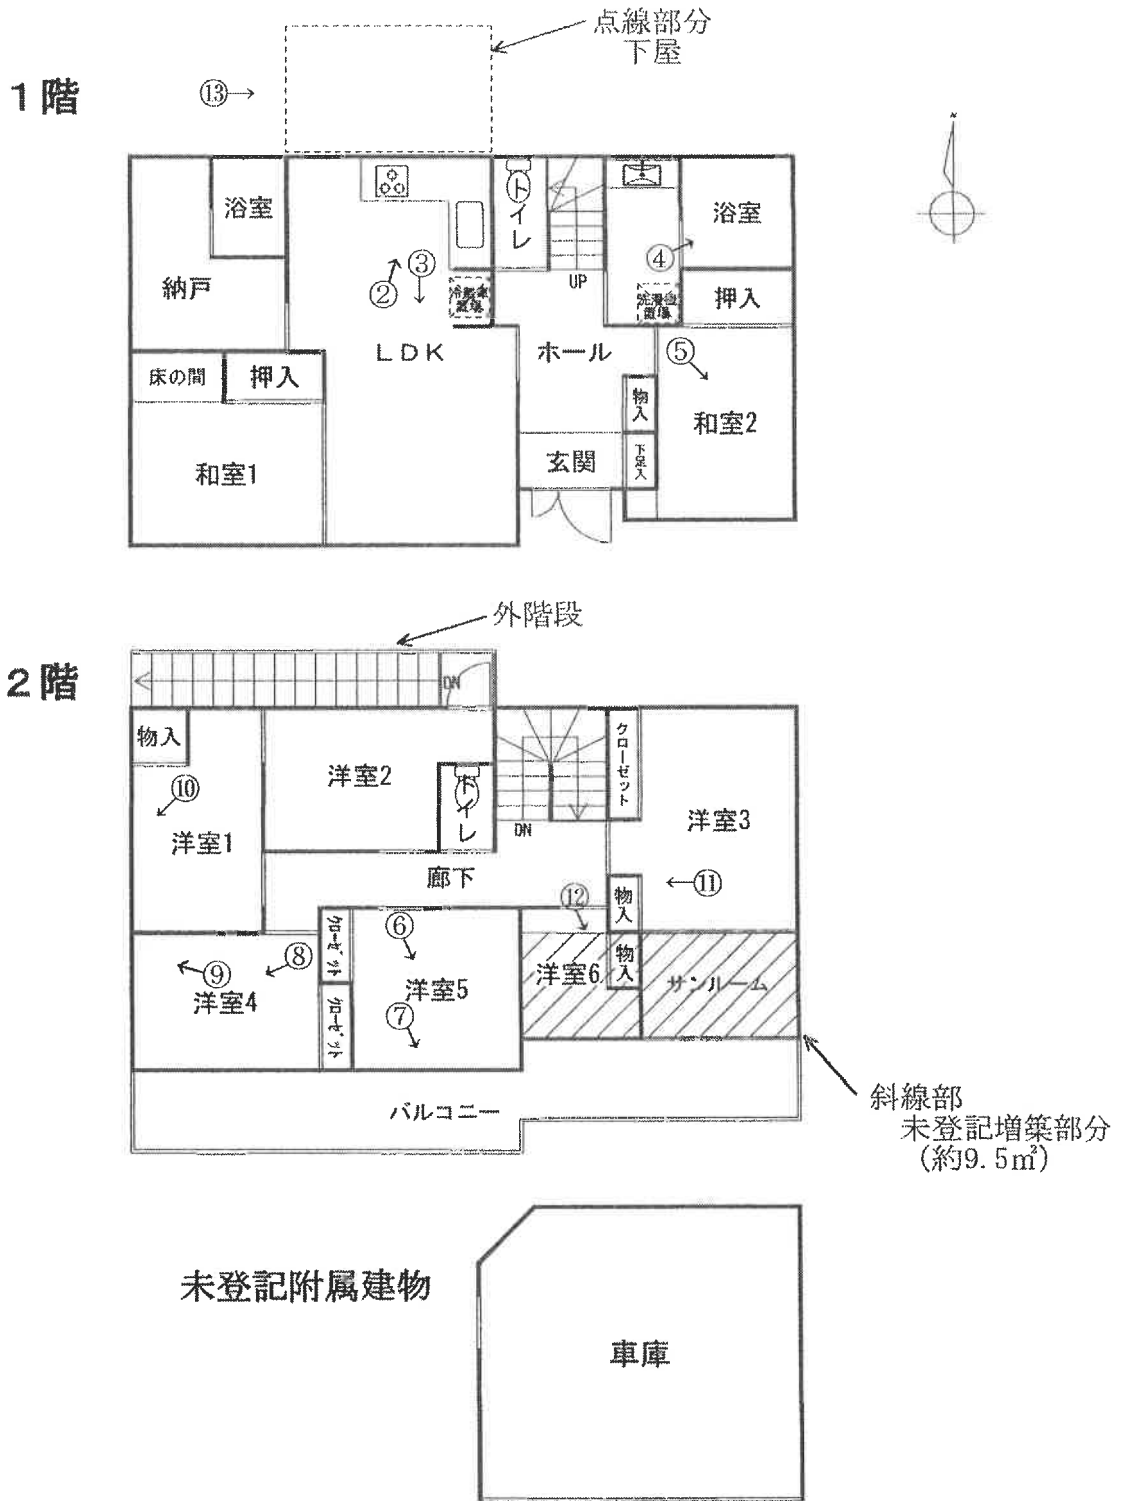 点線部分
下屋
1階
⑬
N
浴室
トイレ
浴室
納戸
②
③
冷蔵庫
置場
UP
④
洗濯機
置場
押入
LDK
ホール
⑤
床の間
押入
物入
和室2
和室1
玄関
下足入
外階段
2階
DN
物入
洋室2
トイレ
クローゼット
⑩
洋室1
DN
洋室3
廊下
⑪
⑫
物入
クローゼット
⑥
⑧
⑨
洋室4
洋室5
洋室6
物入
サンルーム
⑦
クローゼット
バルコニー
斜線部
未登記増築部分
(約9.5㎡)
未登記附属建物
車庫